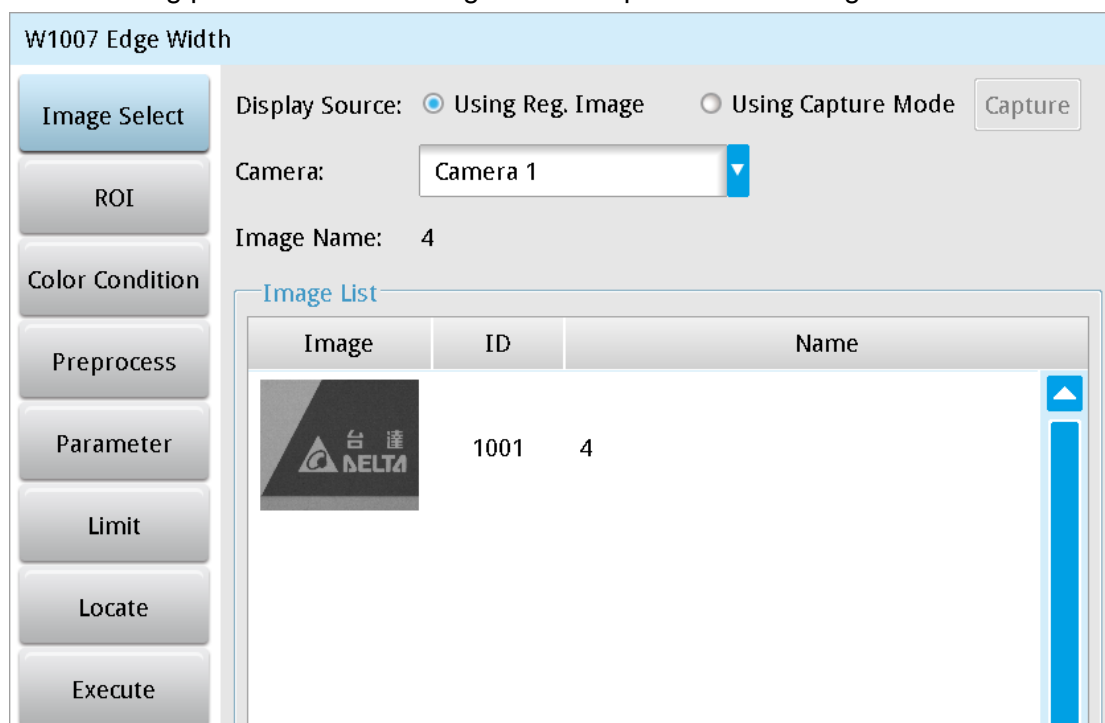 W1007 Edge Width
Image Select
ROI
Color Condition
Preprocess
Parameter
Limit
Locate
Execute
Display Source: Using Reg. Image Using Capture Mode Capture
Camera: Camera 1
Image Name: 4
Image List
Image ID Name
台達
DELTA
1001 4